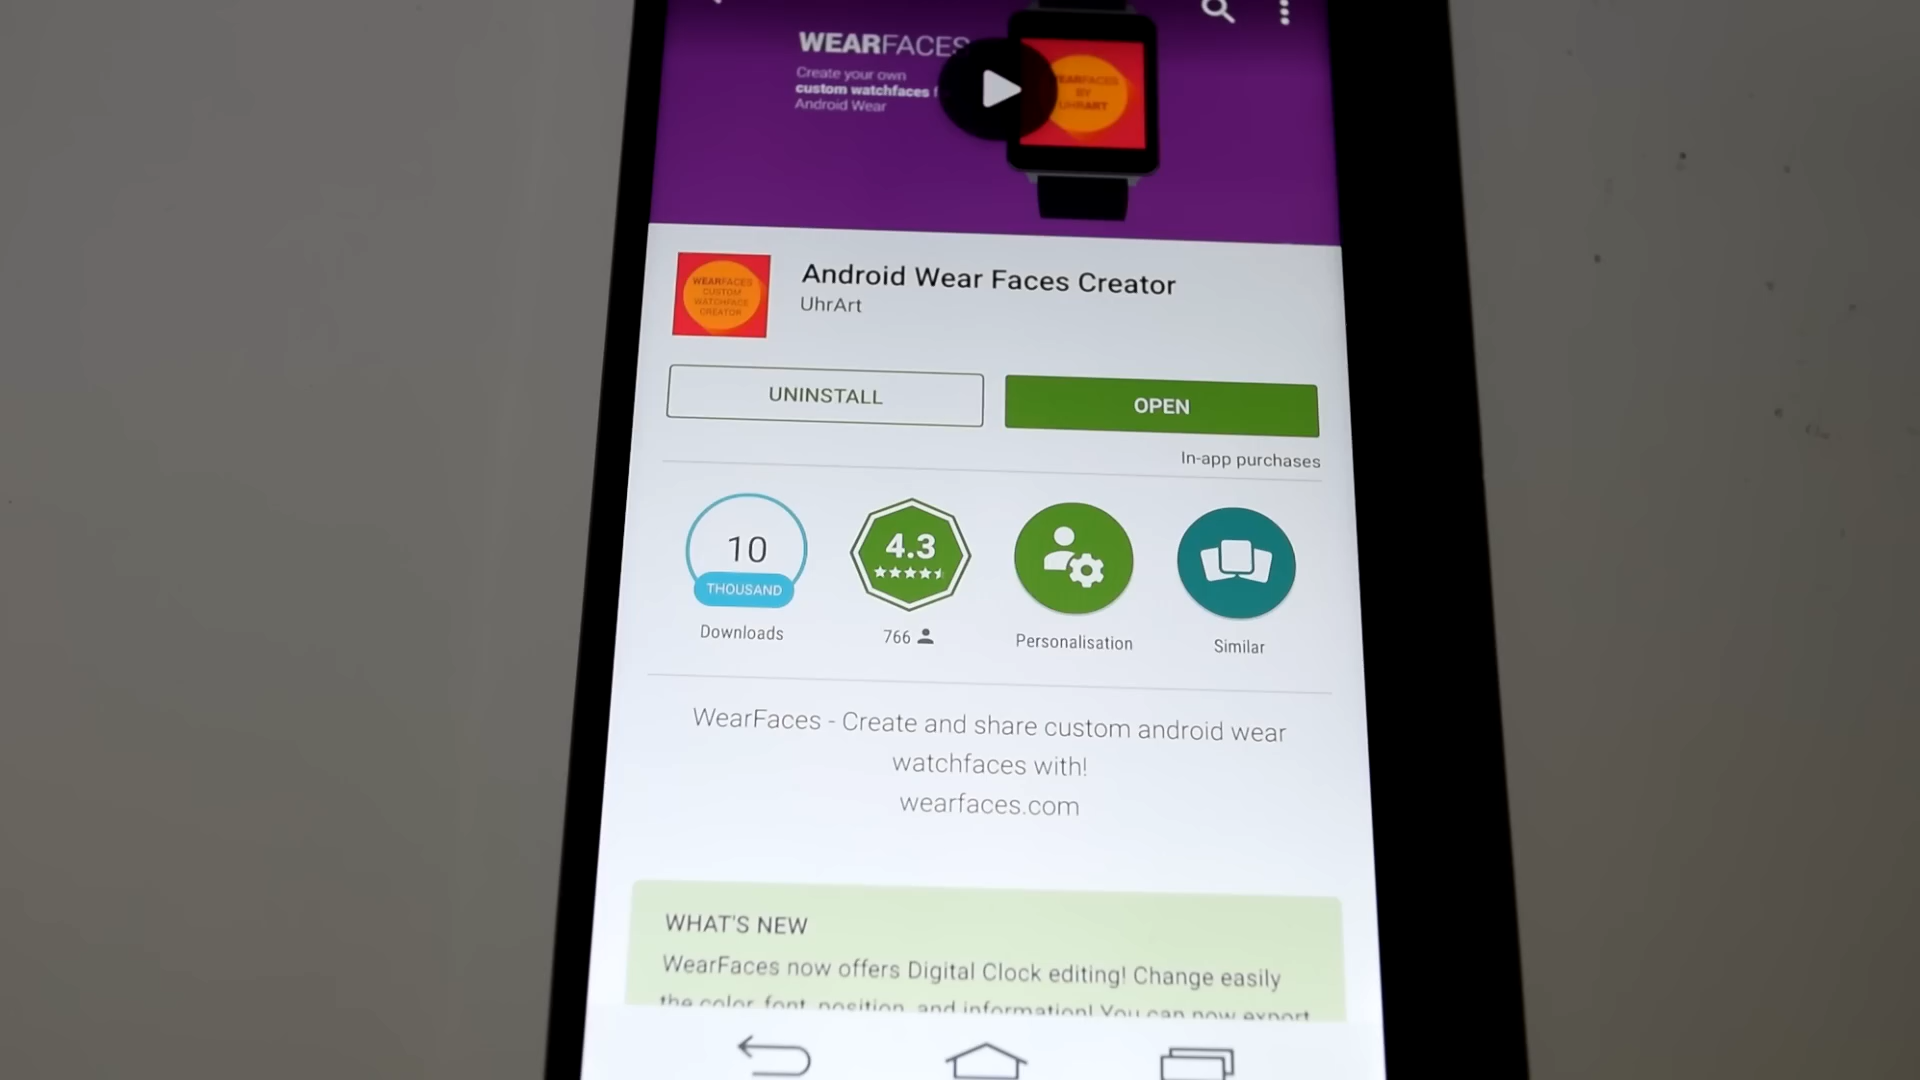 WEARFACES
Create your own
custom watchfaces
Android Wear
WEARFACES
BY
UHRART
WEARFACES
CUSTOM
WATCHFACE
CREATOR
Android Wear Faces Creator
UhrArt
UNINSTALL
OPEN
In-app purchases
10
THOUSAND
Downloads
4.3
766
Personalisation
Similar
WearFaces - Create and share custom android wear
watchfaces with!
wearfaces.com
WHAT'S NEW
WearFaces now offers Digital Clock editing! Change easily
the color, font, position, and information! You can now export